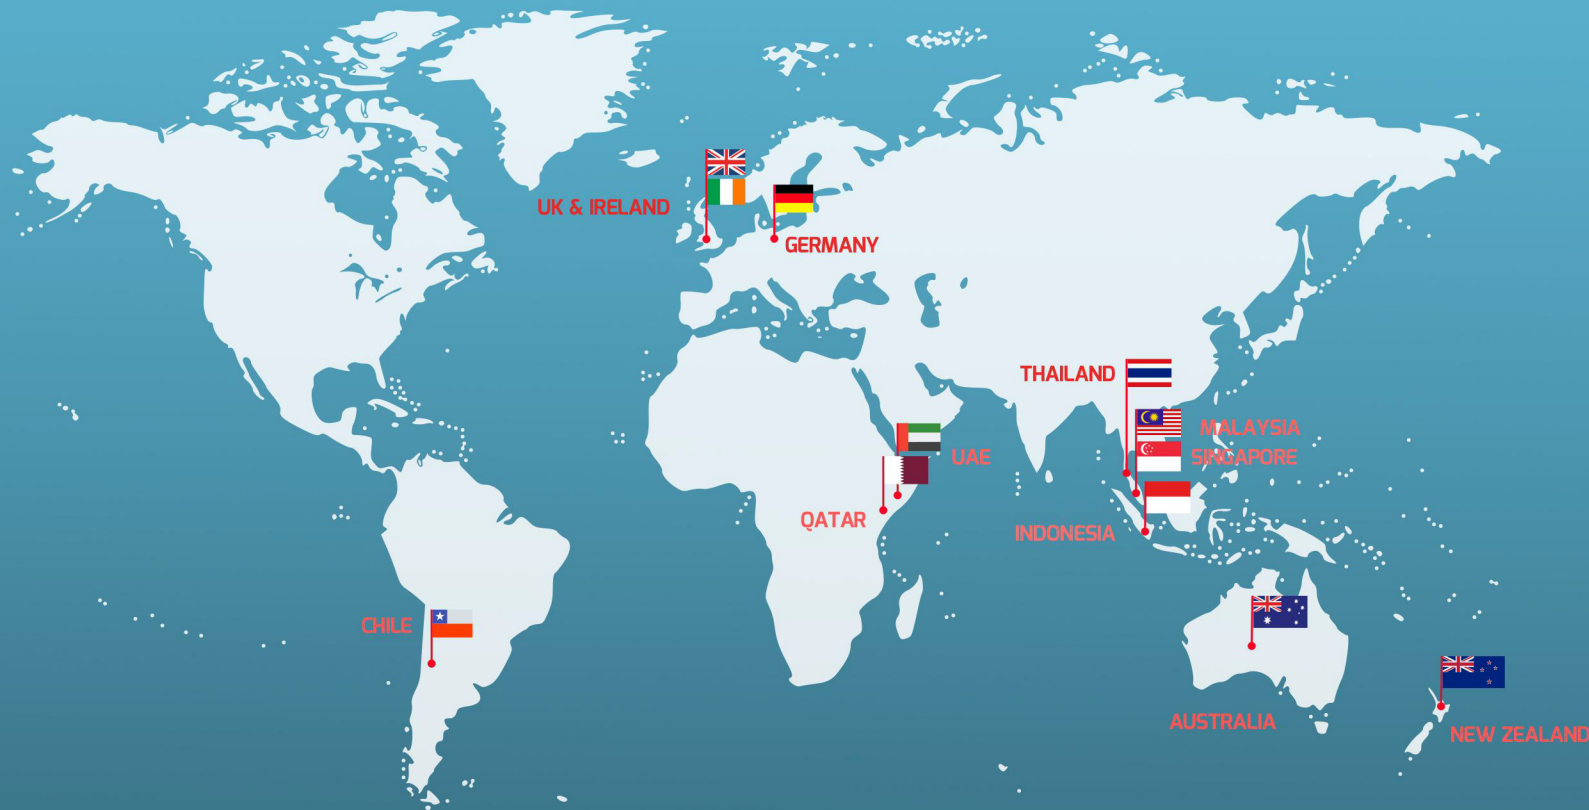 UK & IRELAND
GERMANY
THAILAND
MALAYSIA
SINGAPORE
UAE
QATAR
INDONESIA
CHILE
AUSTRALIA
NEW ZEALAND